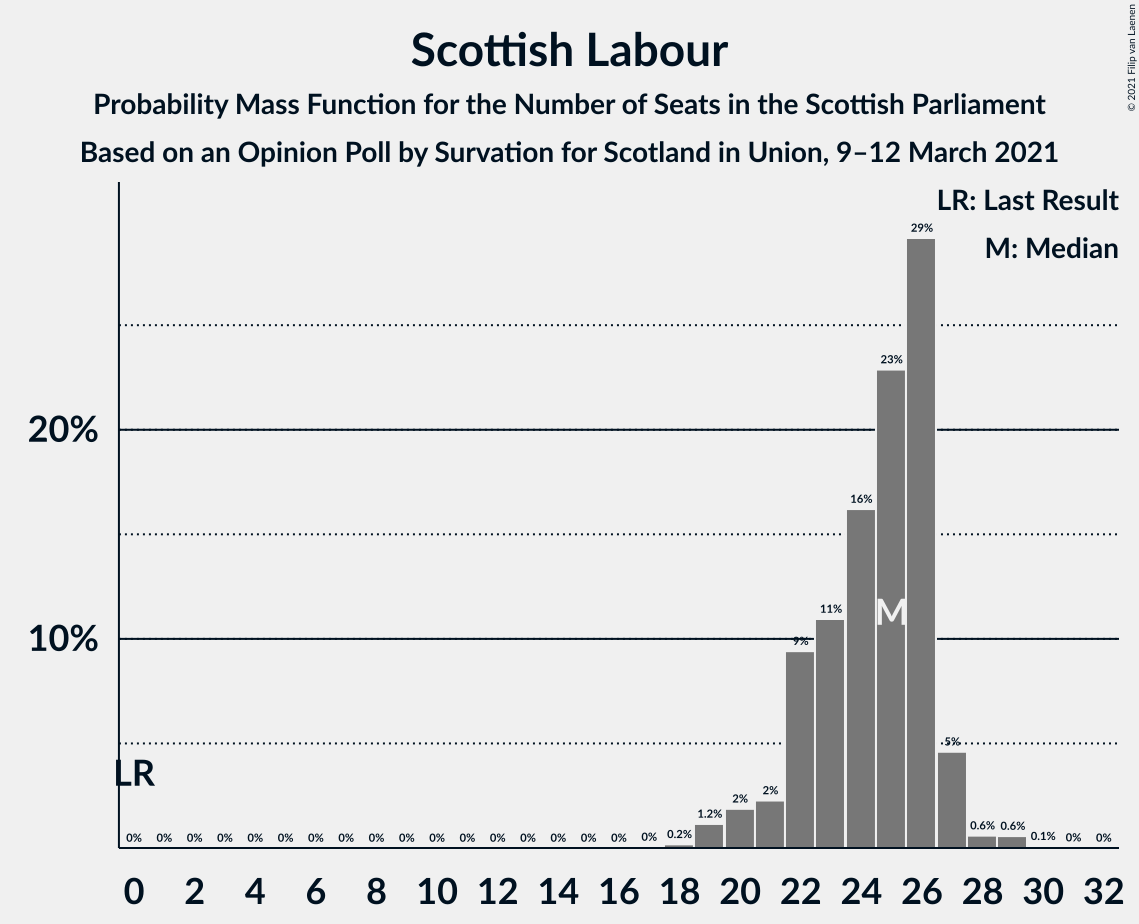 Scottish Labour
Probability Mass Function for the Number of Seats in the Scottish Parliament
Based on an Opinion Poll by Survation for Scotland in Union, 9–12 March 2021
© 2021 Filip van Laenen
LR: Last Result
M: Median
20%
10%
LR
M
0% 0% 0% 0% 0% 0% 0% 0% 0% 0% 0% 0% 0% 0% 0% 0% 0% 0% 0.2% 1.2% 2% 2% 9% 11% 16% 23% 29% 5% 0.6% 0.6% 0.1% 0% 0%
0 2 4 6 8 10 12 14 16 18 20 22 24 26 28 30 32